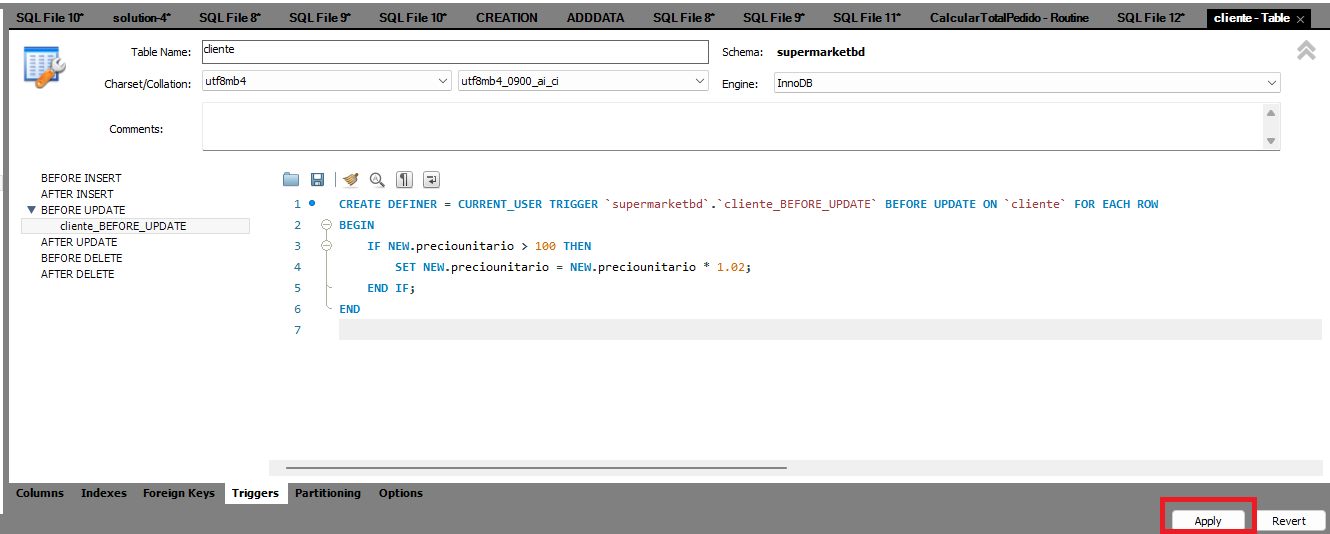 SQL File 10* solution-4* SQL File 8* SQL File 9* SQL File 10* CREATION ADDDATA SQL File 8* SQL File 9* SQL File 11* CalcularTotalPedido - Routine SQL File 12* cliente - Table ×
Table Name: cliente Schema: supermarketbd
Charset/Collation: utf8mb4 utf8mb4_0900_ai_ci Engine: InnoDB
Comments:
BEFORE INSERT
AFTER INSERT
BEFORE UPDATE
cliente_BEFORE_UPDATE
AFTER UPDATE
BEFORE DELETE
AFTER DELETE
1 CREATE DEFINER = CURRENT_USER TRIGGER `supermarketbd`.`cliente_BEFORE_UPDATE` BEFORE UPDATE ON `cliente` FOR EACH ROW
2 BEGIN
3 IF NEW.preciounitario > 100 THEN
4 SET NEW.preciounitario = NEW.preciounitario * 1.02;
5 END IF;
6 END
7
Columns Indexes Foreign Keys Triggers Partitioning Options
Apply Revert